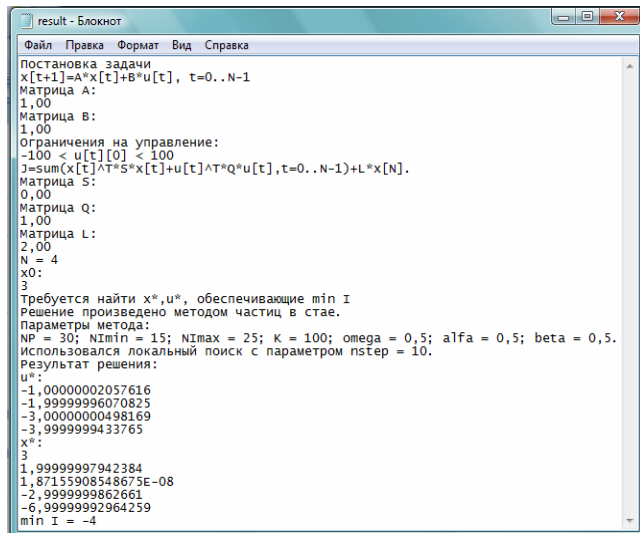 result - Блокнот
Файл Правка Формат Вид Справка
Постановка задачи
x[t+1]=A*x[t]+B*u[t], t=0..N-1
Матрица A:
1,00
Матрица B:
1,00
Ограничения на управление:
-100 < u[t][0] < 100
J=sum(x[t]^T*S*x[t]+u[t]^T*Q*u[t],t=0..N-1)+L*x[N].
Матрица S:
0,00
Матрица Q:
1,00
Матрица L:
2,00
N = 4
x0:
3
Требуется найти x*,u*, обеспечивающие min I
Решение произведено методом частиц в стае.
Параметры метода:
NP = 30; NImin = 15; NImax = 25; K = 100; omega = 0,5; alfa = 0,5; beta = 0,5.
Использовался локальный поиск с параметром nstep = 10.
Результат решения:
u*:
-1,00000002057616
-1,99999996070825
-3,00000000498169
-3,9999999433765
x*:
3
1,99999997942384
1,87155908548675E-08
-2,9999999862661
-6,99999992964259
min I = -4